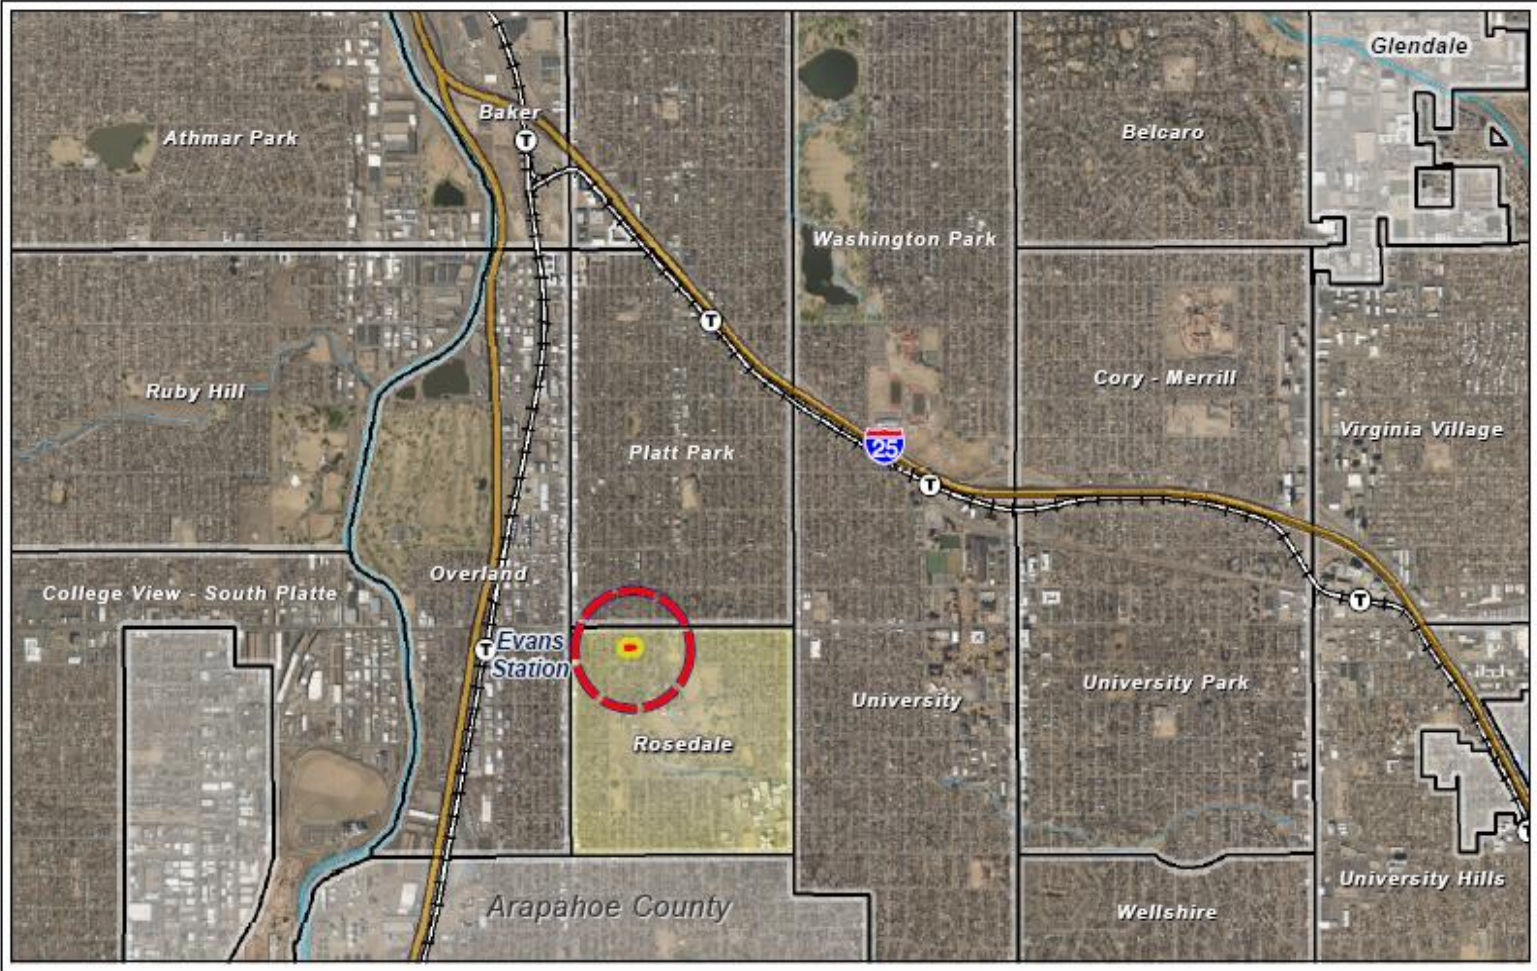 Glendale
Baker
Athmar Park
T
Belcaro
Washington Park
T
Ruby Hill
Cory - Merrill
Virginia Village
25
Platt Park
T
Overland
College View - South Platte
T
T
Evans
Station
University Park
University
Rosedale
T
University Hills
Arapahoe County
Wellshire